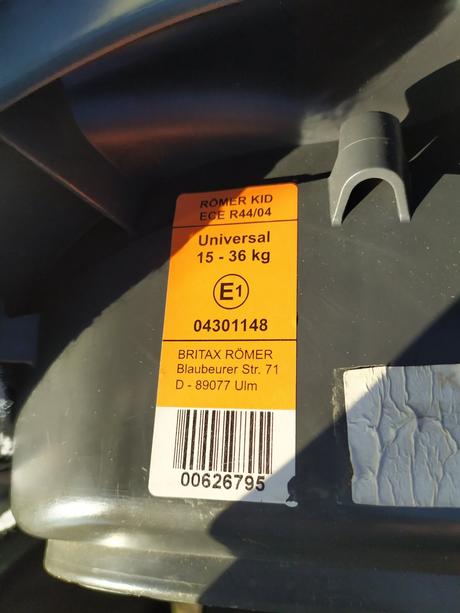 RÖMER KID
ECE R44/04
Universal
15 - 36 kg
E1
04301148
BRITAX RÖMER
Blaubeurer Str. 71
D - 89077 Ulm
00626795